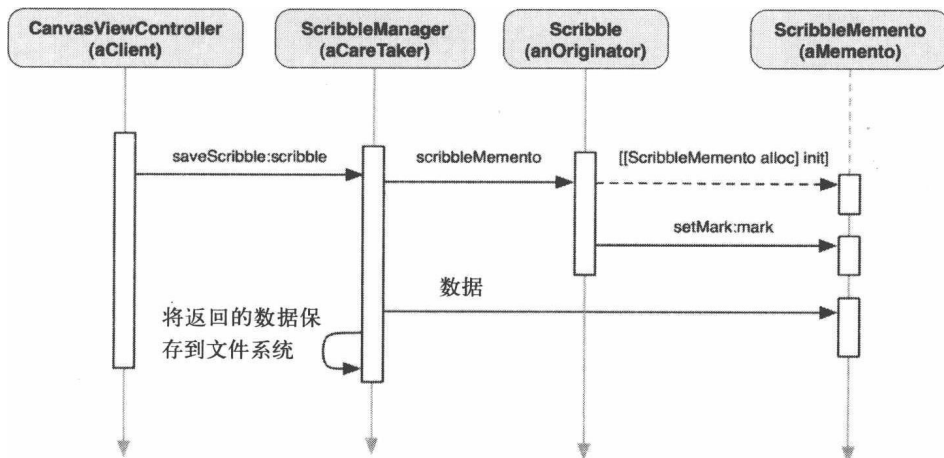 CanvasViewController
(aClient)
ScribbleManager
(aCareTaker)
Scribble
(anOriginator)
ScribbleMemento
(aMemento)
saveScribble:scribble
scribbleMemento
[[ScribbleMemento alloc] init]
setMark:mark
数据
将返回的数据保
存到文件系统